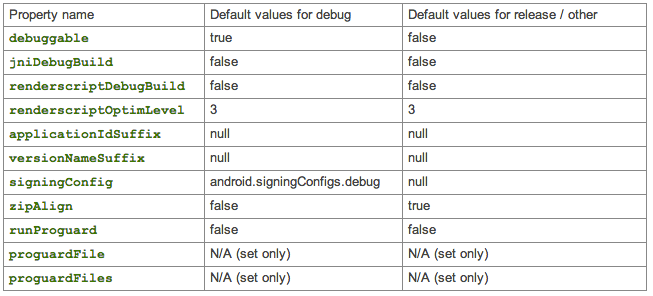 Property name Default values for debug Default values for release / other
debuggable true false
jniDebugBuild false false
renderscriptDebugBuild false false
renderscriptOptimLevel 3 3
applicationIdSuffix null null
versionNameSuffix null null
signingConfig android.signingConfigs.debug null
zipAlign false true
runProguard false false
proguardFile N/A (set only) N/A (set only)
proguardFiles N/A (set only) N/A (set only)